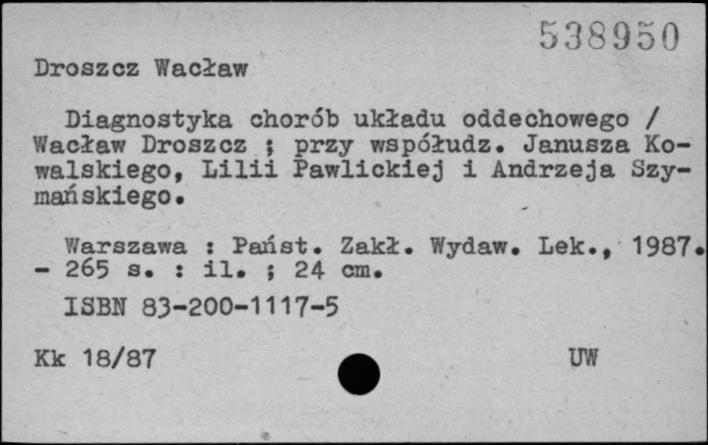 538950
Droszcz Wacław
Diagnostyka chorób układu oddechowego /
Wacław Droszcz ; przy współudz. Janusza Ko-
walskiego, Lilii Pawlickiej i Andrzeja Szy-
mańskiego.
Warszawa : Państ. Zakł. Wydaw. Lek., 1987.
- 265 s. : il. ; 24 cm.
ISBN 83-200-1117-5
Kk 18/87 UW